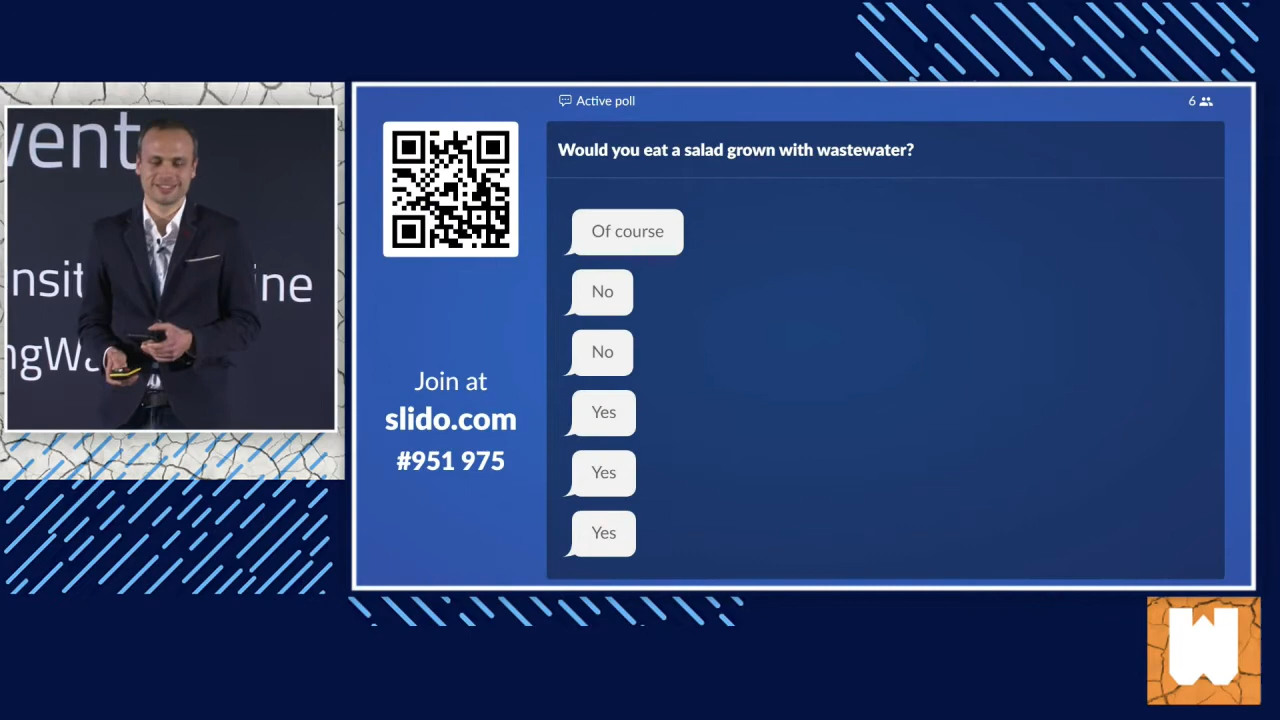 vent
nsit
ine
ngWa
Active poll
6
Would you eat a salad grown with wastewater?
Of course
No
No
Yes
Yes
Yes
Join at
slido.com
#951 975
W